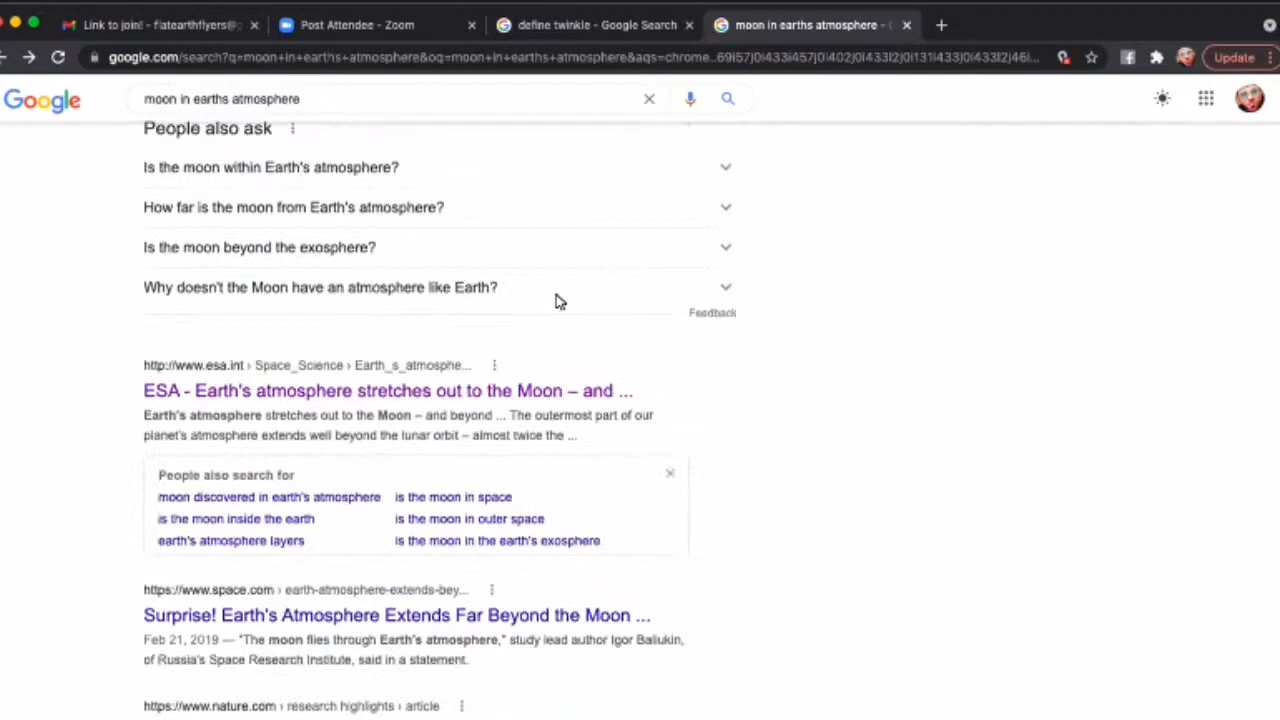 Link to join! - flatearthflyers@g
Post Attendee - Zoom
define twinkle - Google Search
moon in earths atmosphere -
google.com/search?q=moon+in+earths+atmosphere&oq=moon+in+earths+atmosphere&aqs=chrome..69i57j0i433i457j0i402j0i433l2j0i131i433j0i433l2j46l...
Update
Google
moon in earths atmosphere
People also ask
Is the moon within Earth's atmosphere?
How far is the moon from Earth's atmosphere?
Is the moon beyond the exosphere?
Why doesn't the Moon have an atmosphere like Earth?
Feedback
http://www.esa.int › Space_Science › Earth_s_atmosphe...
ESA - Earth's atmosphere stretches out to the Moon – and ...
Earth's atmosphere stretches out to the Moon – and beyond ... The outermost part of our
planet's atmosphere extends well beyond the lunar orbit – almost twice the ...
People also search for
moon discovered in earth's atmosphere
is the moon in space
is the moon inside the earth
is the moon in outer space
earth's atmosphere layers
is the moon in the earth's exosphere
https://www.space.com › earth-atmosphere-extends-bey...
Surprise! Earth's Atmosphere Extends Far Beyond the Moon ...
Feb 21, 2019 — "The moon flies through Earth's atmosphere," study lead author Igor Baliukin,
of Russia's Space Research Institute, said in a statement.
https://www.nature.com › research highlights › article